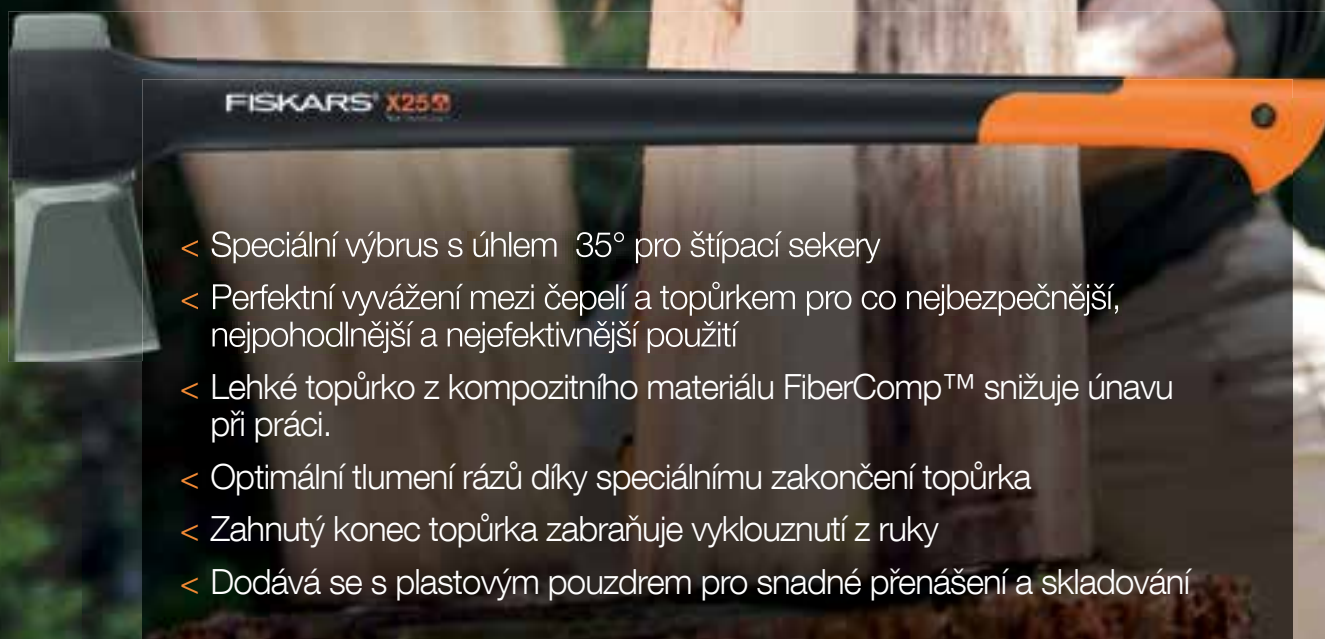 FISKARS® X25
< Speciální výbrus s úhlem 35° pro štípací sekery
< Perfektní vyvážení mezi čepelí a topůrkem pro co nejbezpečnější,
nejpohodlnější a nejefektivnější použití
< Lehké topůrko z kompozitního materiálu FiberComp™ snižuje únavu
při práci.
< Optimální tlumení rázů díky speciálnímu zakončení topůrka
< Zahnutý konec topůrka zabraňuje vyklouznutí z ruky
< Dodává se s plastovým pouzdrem pro snadné přenášení a skladování